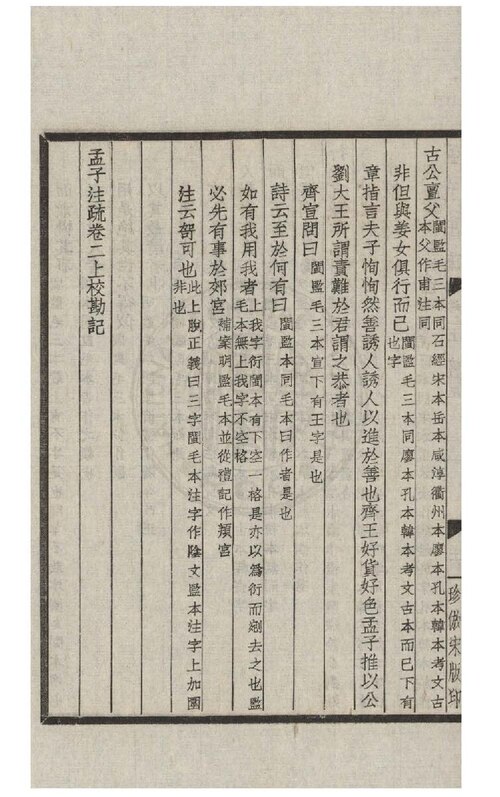 古公亶父閩監毛三本同石經宋本岳本咸淳衢州本廖本孔本韓本考文古
本父作甫注同
非但與姜女俱行而已閩監毛三本同廖本孔本韓本考文古本而巳下有
也字
章指言夫子恂恂然善誘人誘人以進於善也齊王好貨好色孟子推以公
劉大王所謂責難於君謂之恭者也
齊宣問曰閩監毛三本宣下有王字是也
詩云至於何有曰閩監本同毛本曰作者是也
如有我用我者上我字衍閩本有下空一格是亦以爲衍而剜去之也監
毛本無上我字不空格
必先有事於郊宮補案明監毛本並從禮記作頖宮
注云哿可也此上脫正義曰三字閩毛本注字作陰文監本注字上加圈
非也
孟子注疏卷二上校勘記
珍倣宋版印